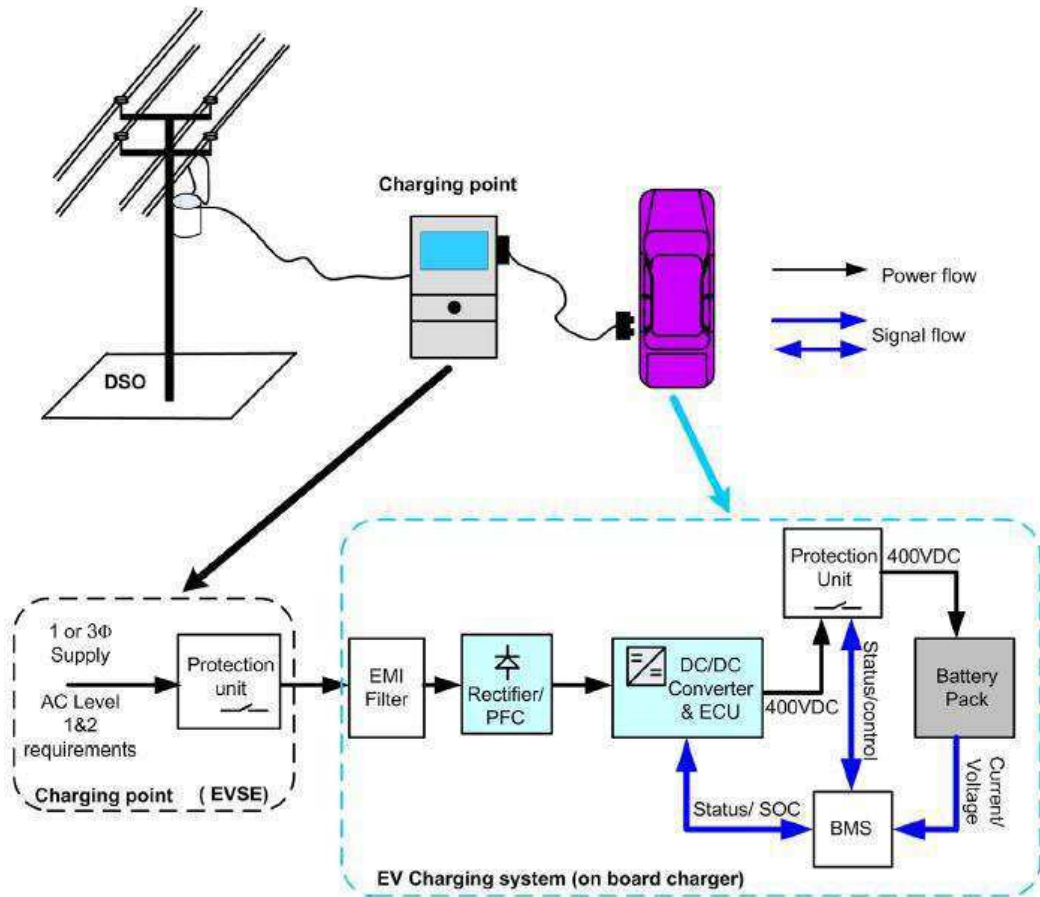 Charging point
Power flow
Signal flow
DSO
1 or 3Φ
Supply
AC Level
1&2
requirements
Protection
unit
Charging point ( EVSE)
EMI
Filter
Rectifier/
PFC
DC/DC
Converter
& ECU
400VDC
Protection
Unit
400VDC
Battery
Pack
Status/control
Current/
Voltage
Status/ SOC
BMS
EV Charging system (on board charger)